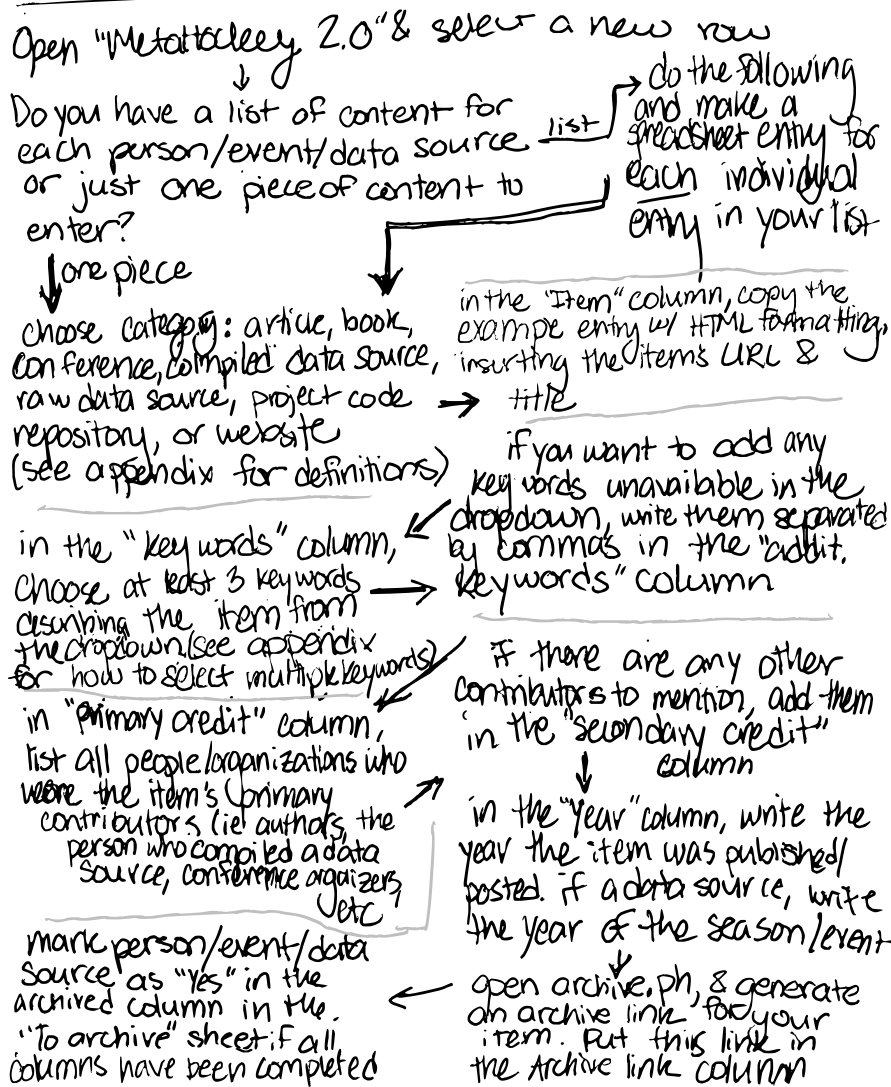 Open "Metattackey 2.0" & select a new row
Do you have a list of content for
each person/event/data source
or just one piece of content to
enter?
list
do the following
and make a
spreadsheet entry for
each individual
entry in your list
one piece
choose category: article, book,
conference, compiled data source,
raw data source, project code
repository, or website
(see appendix for definitions)
in the "Item" column, copy the
example entry w/ HTML formatting,
insurting the item's URL &
title
in the "keywords" column,
choose at least 3 keywords
describing the item from
the dropdown (see appendix
for how to select multiple keywords)
if you want to add any
key words unavailable in the
dropdown, write them separated
by commas in the "addit.
keywords" column
in "primary credit" column,
list all people/organizations who
were the item's primary
contributors (ie authors, the
person who compiled a data
source, conference orgaizers,
etc
if there are any other
contributors to mention, add them
in the "secondary credit"
column
in the "Year" column, write the
year the item was published/
posted. if a data source, write
the year of the season/event
open archive.ph, & generate
an archive link for your
item. Put this link in
the Archive link column
mark person/event/data
source as "Yes" in the
archived column in the
"To archive" sheet if all
columns have been completed